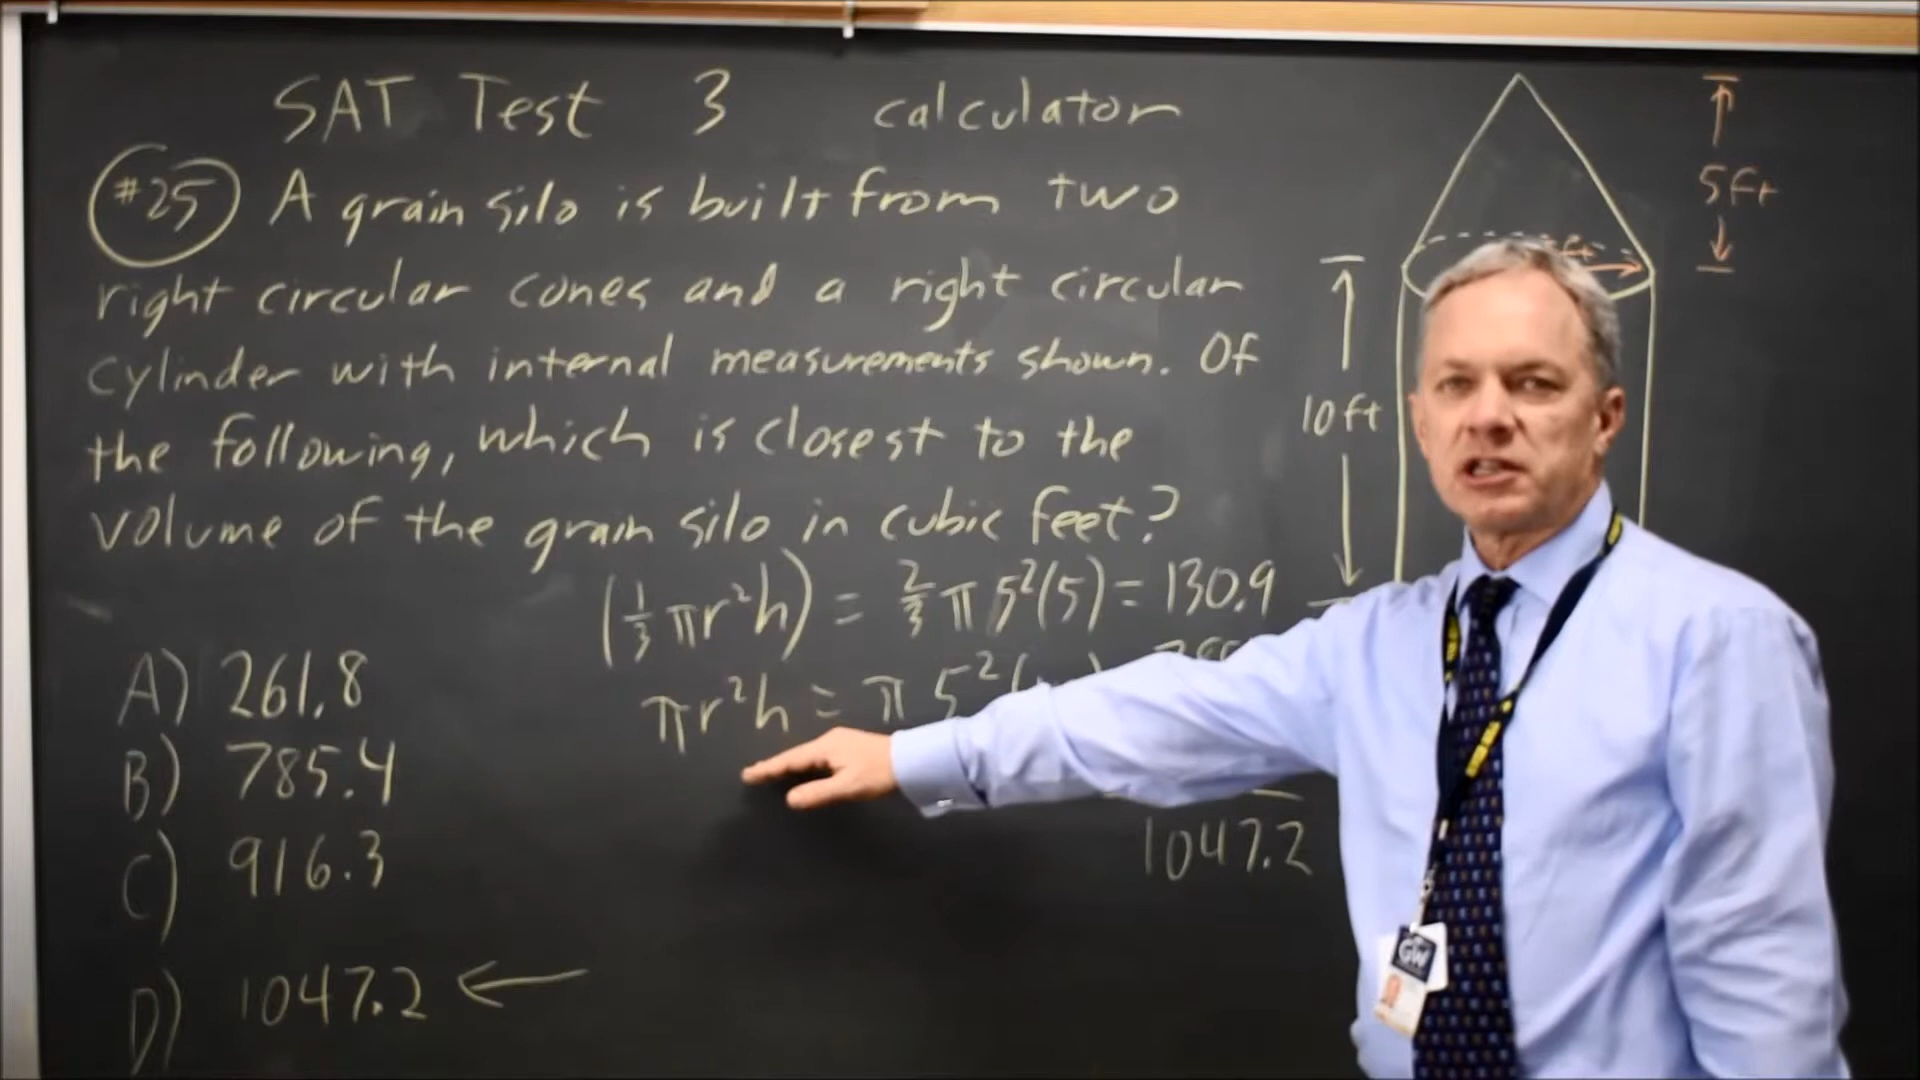 SAT Test 3 calculator
#25 A grain silo is built from two
right circular cones and a right circular
cylinder with internal measurements shown. Of
the following, which is closest to the
volume of the grain silo in cubic feet?
(1/3 πr²h) = 2/3 π 5²(5) = 130.9
πr²h = π 5²(
1047.2
A) 261.8
B) 785.4
C) 916.3
D) 1047.2 ←
5ft
10ft
GW